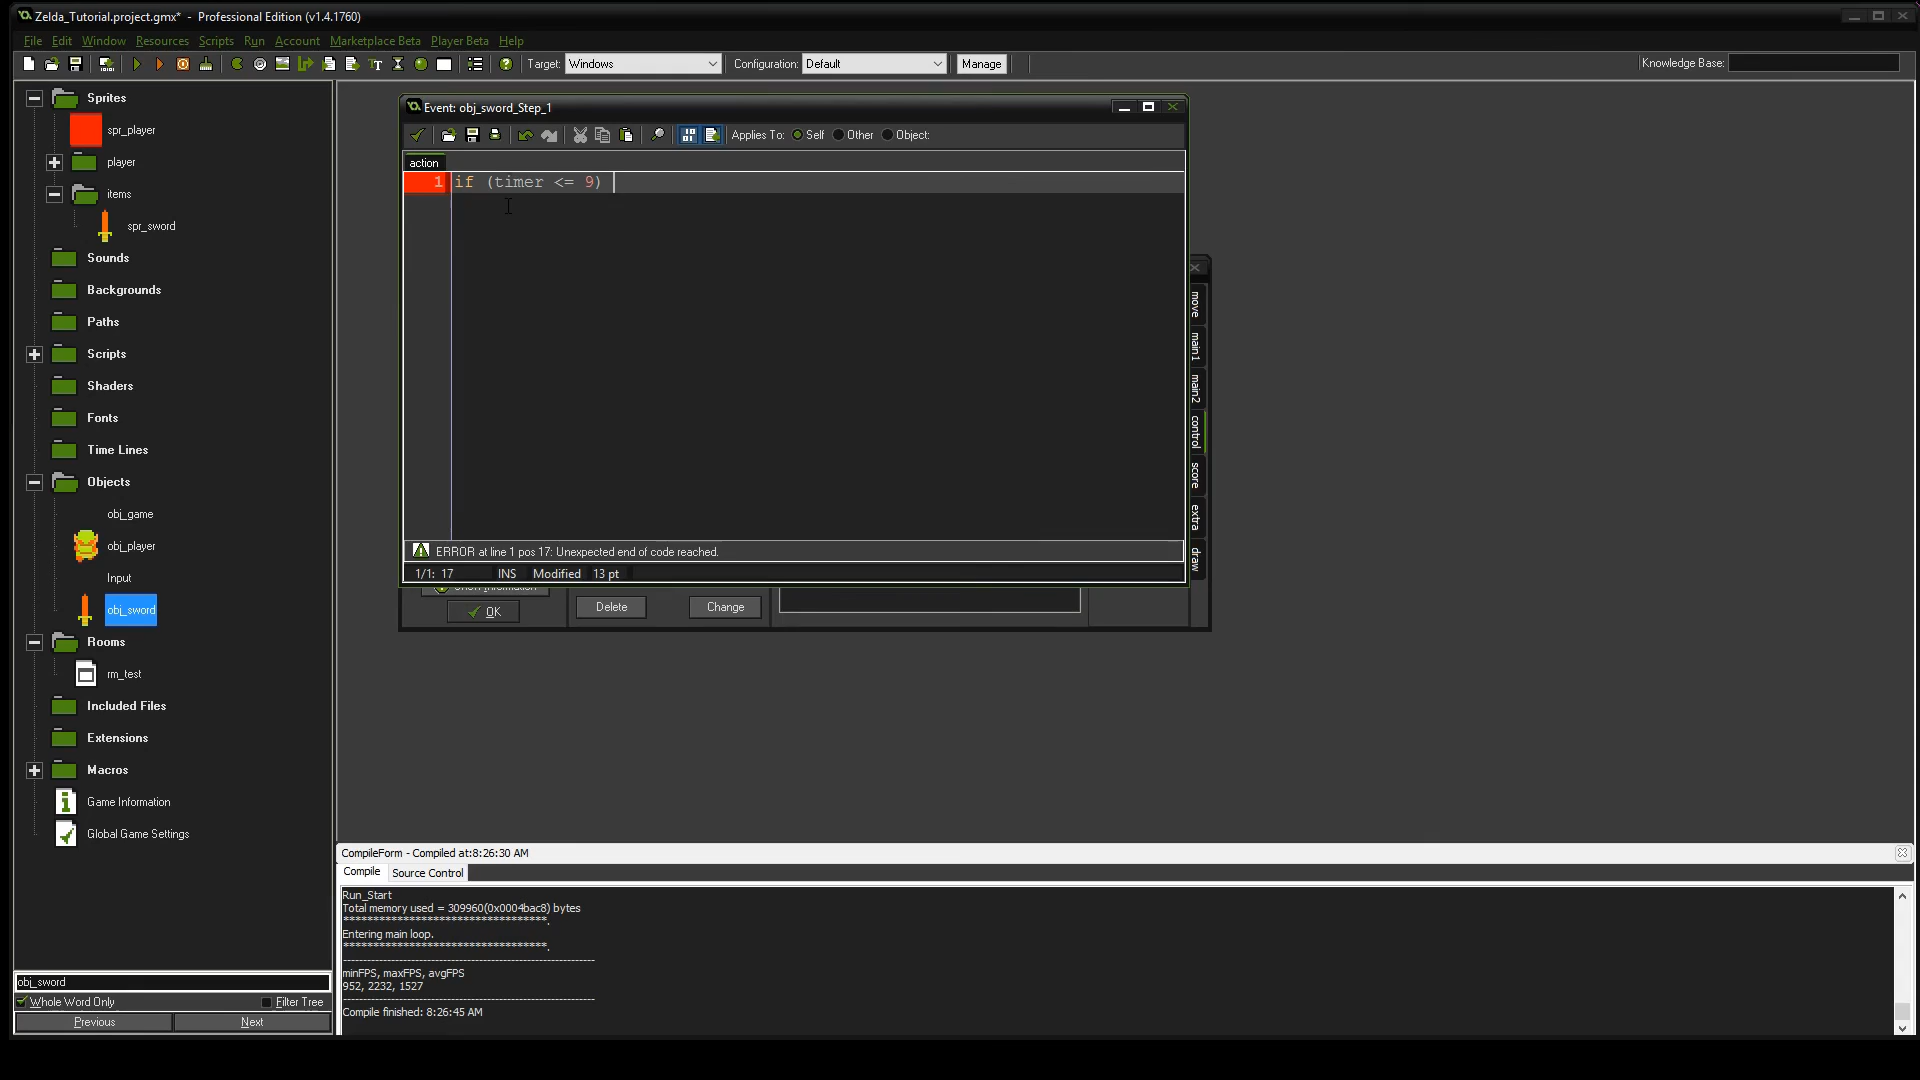 Zelda_Tutorial.project.gmx* - Professional Edition (v1.4.1760)
File Edit Window Resources Scripts Run Account Marketplace Beta Player Beta Help
Target: Windows Configuration: Default Manage Knowledge Base:
Sprites
spr_player
player
items
spr_sword
Sounds
Backgrounds
Paths
Scripts
Shaders
Fonts
Time Lines
Objects
obj_game
obj_player
Input
obj_sword
Rooms
rm_test
Included Files
Extensions
Macros
Game Information
Global Game Settings
obj_sword
Whole Word Only Filter Tree
Previous Next
Event: obj_sword_Step_1
Applies To: Self Other Object:
action
1 if (timer <= 9)
ERROR at line 1 pos 17: Unexpected end of code reached.
1/1: 17 INS Modified 13 pt
OK Delete Change
move
main1
main2
control
score
extra
draw
CompileForm - Compiled at:8:26:30 AM
Compile Source Control
Run_Start
Total memory used = 309960(0x0004bac8) bytes
**********************************.
Entering main loop.
**********************************.
minFPS, maxFPS, avgFPS
952, 2232, 1527
Compile finished: 8:26:45 AM